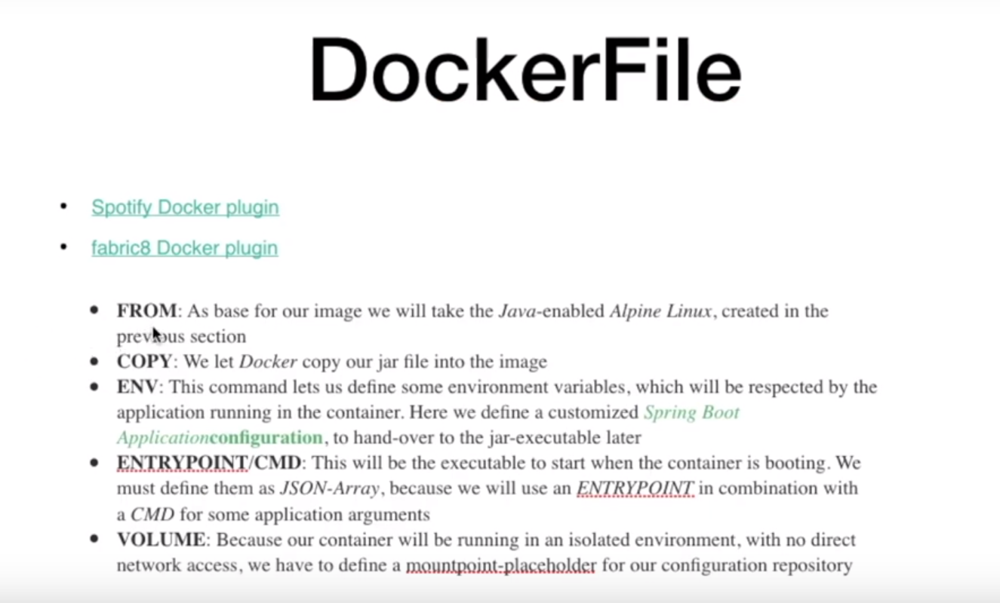 DockerFile
• Spotify Docker plugin
• fabric8 Docker plugin
• FROM: As base for our image we will take the Java-enabled Alpine Linux, created in the
previous section
• COPY: We let Docker copy our jar file into the image
• ENV: This command lets us define some environment variables, which will be respected by the
application running in the container. Here we define a customized Spring Boot
Applicationconfiguration, to hand-over to the jar-executable later
• ENTRYPOINT/CMD: This will be the executable to start when the container is booting. We
must define them as JSON-Array, because we will use an ENTRYPOINT in combination with
a CMD for some application arguments
• VOLUME: Because our container will be running in an isolated environment, with no direct
network access, we have to define a mountpoint-placeholder for our configuration repository